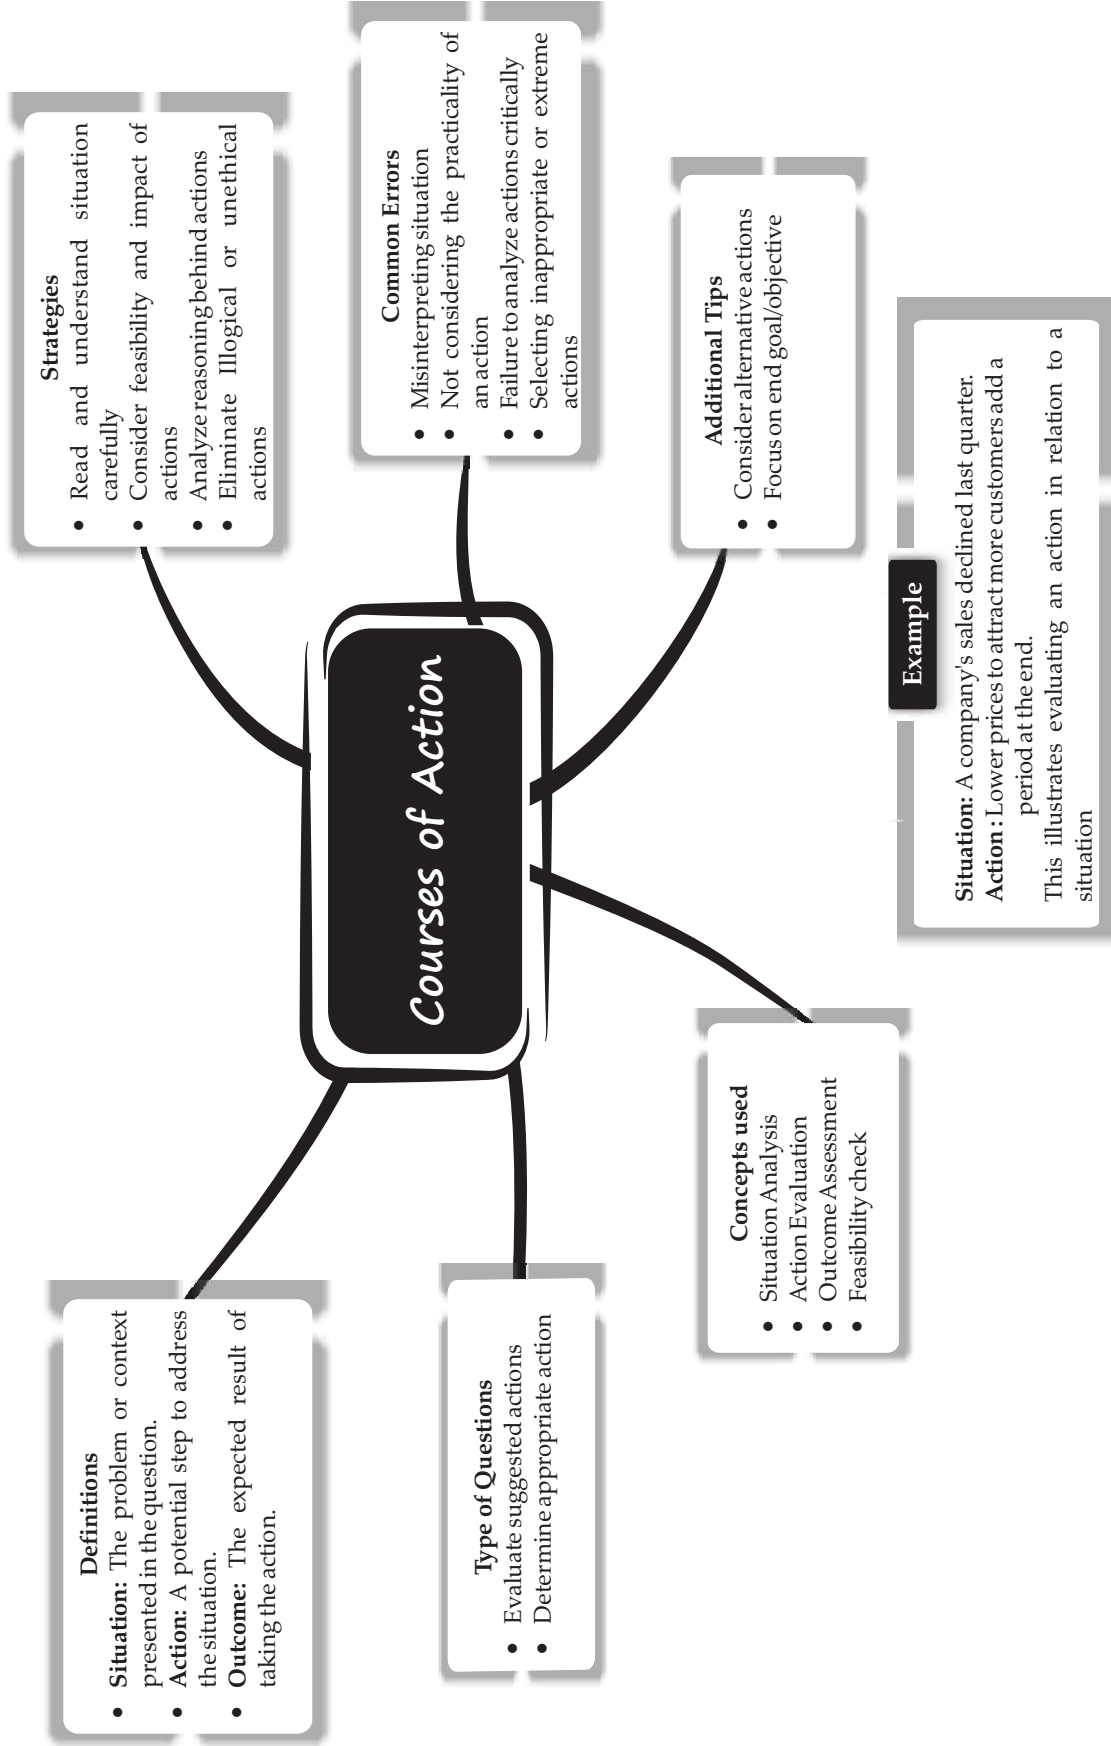 Courses of Action
Definitions
• Situation: The problem or context
presented in the question.
• Action: A potential step to address
the situation.
• Outcome: The expected result of
taking the action.
Type of Questions
• Evaluate suggested actions
• Determine appropriate action
Concepts used
• Situation Analysis
• Action Evaluation
• Outcome Assessment
• Feasibility check
Strategies
• Read and understand situation
carefully
• Consider feasibility and impact of
actions
• Analyze reasoning behind actions
• Eliminate Illogical or unethical
actions
Common Errors
• Misinterpreting situation
• Not considering the practicality of
an action
• Failure to analyze actions critically
• Selecting inappropriate or extreme
actions
Additional Tips
• Consider alternative actions
• Focus on end goal/objective
Example
Situation: A company's sales declined last quarter.
Action : Lower prices to attract more customers add a
period at the end.
This illustrates evaluating an action in relation to a
situation